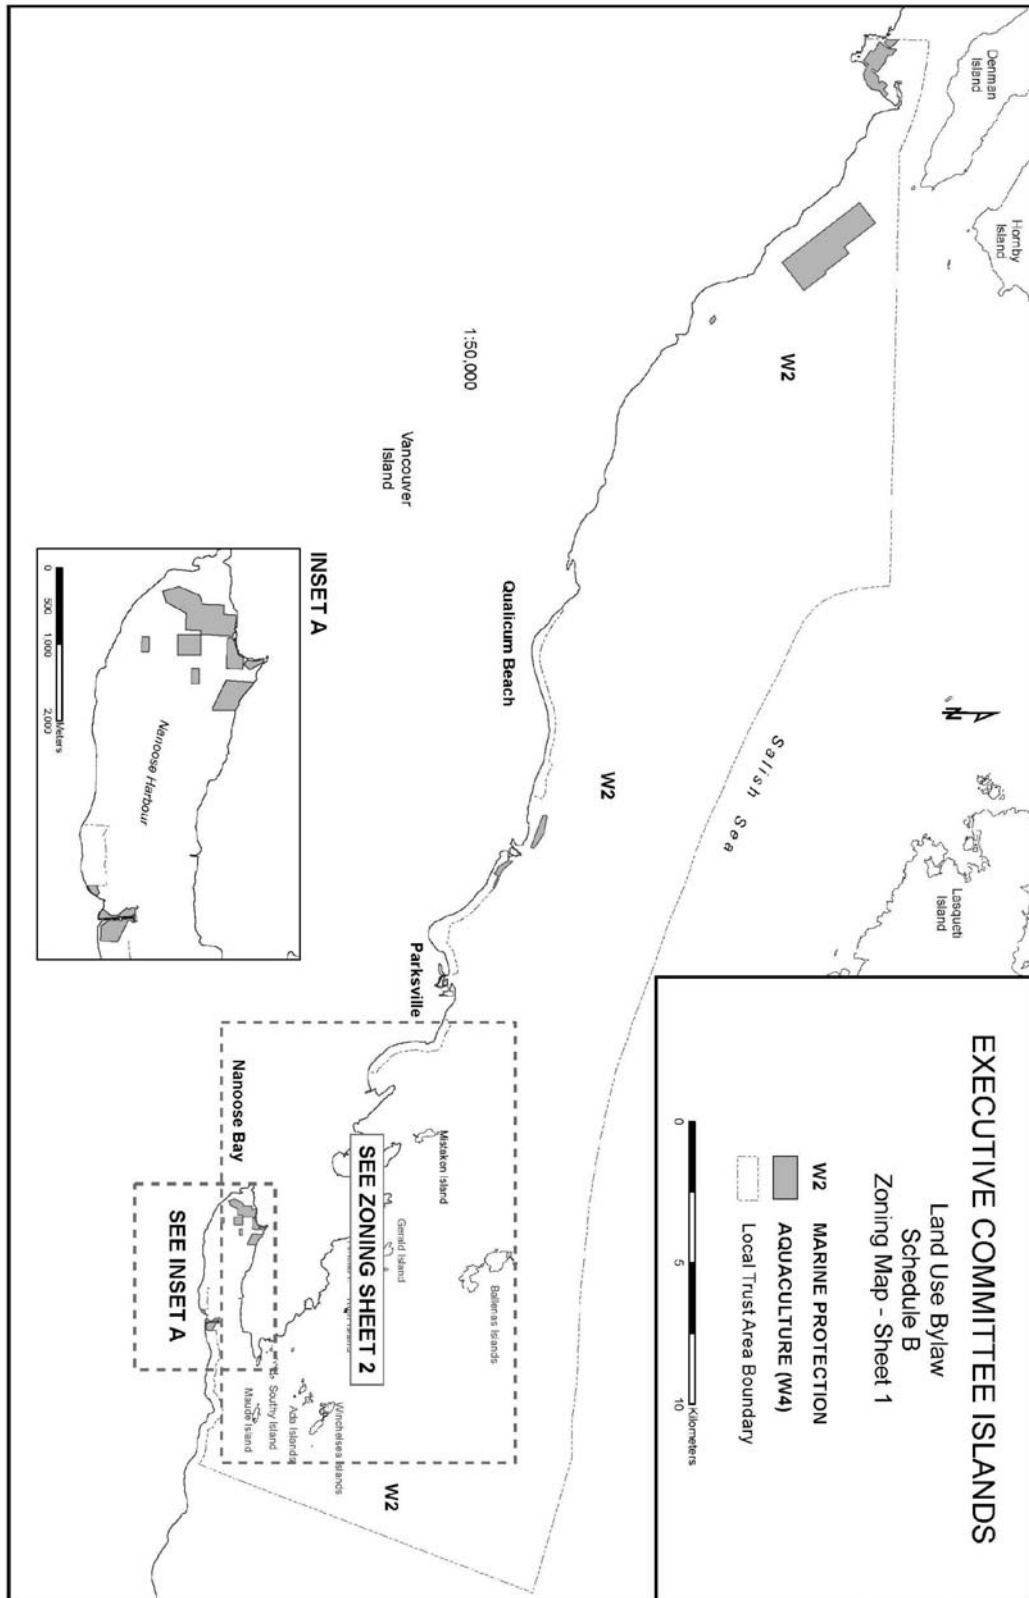 EXECUTIVE COMMITTEE ISLANDS
Land Use Bylaw
Schedule B
Zoning Map - Sheet 1
W2 MARINE PROTECTION
AQUACULTURE (W4)
Local Trust Area Boundary
0 5 10
Kilometers
Denman
Island
Hornby
Island
W2
1:50,000
Vancouver
Island
Qualicum Beach
W2
Salish Sea
N
Lasqueti
Island
Parksville
Nanoose Bay
Mistaken Island
SEE ZONING SHEET 2
Gerald Island
Ballenas Islands
SEE INSET A
Southy Island
Maude Island
Ada Islands
Winchelsea Islands
W2
INSET A
Nanoose Harbour
0 500 1,000 2,000
Meters